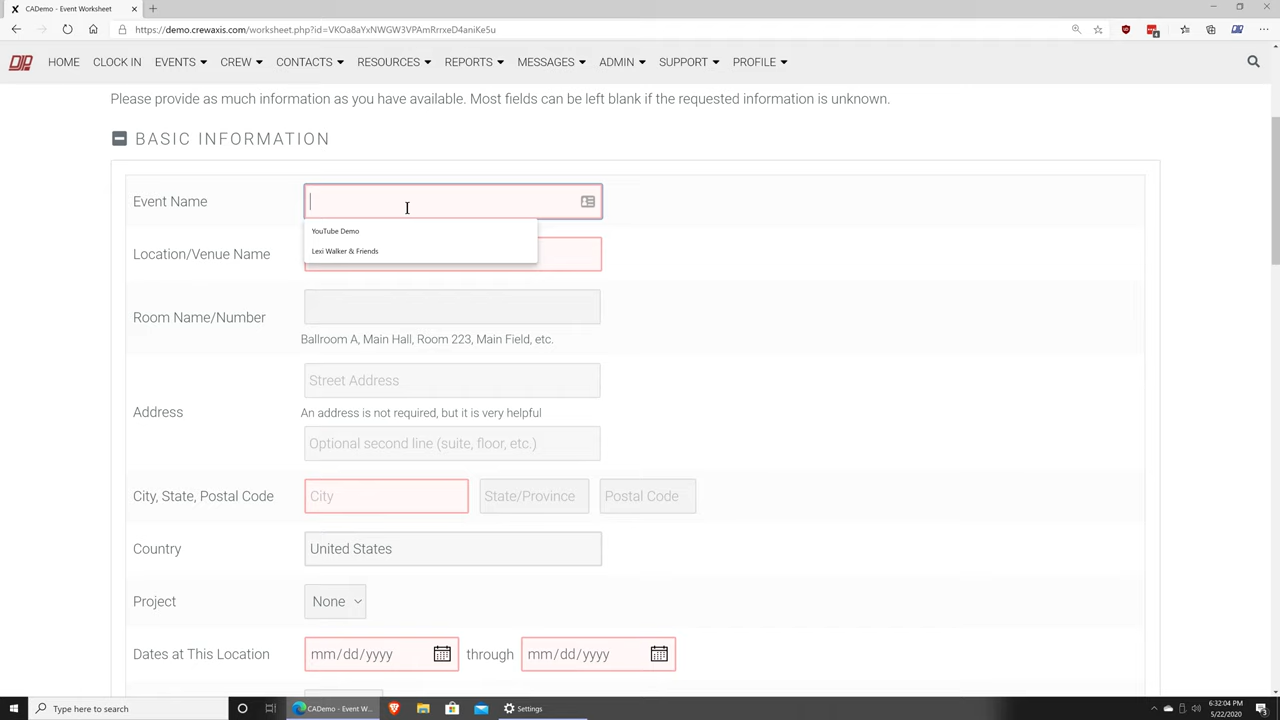 CADemo - Event Worksheet
https://demo.crewaxis.com/worksheet.php?id=VKOa8aYxNWGW3VPAmRrrxeD4aniKe5u
4
HOME CLOCK IN EVENTS CREW CONTACTS RESOURCES REPORTS MESSAGES ADMIN SUPPORT PROFILE
Please provide as much information as you have available. Most fields can be left blank if the requested information is unknown.
BASIC INFORMATION
Event Name
YouTube Demo
Lexi Walker & Friends
Location/Venue Name
Room Name/Number
Ballroom A, Main Hall, Room 223, Main Field, etc.
Street Address
Address
An address is not required, but it is very helpful
Optional second line (suite, floor, etc.)
City, State, Postal Code City State/Province Postal Code
Country United States
Project None
Dates at This Location mm/dd/yyyy through mm/dd/yyyy
Type here to search
CADemo - Event W...
Settings
6:32:04 PM
5/22/2020
3